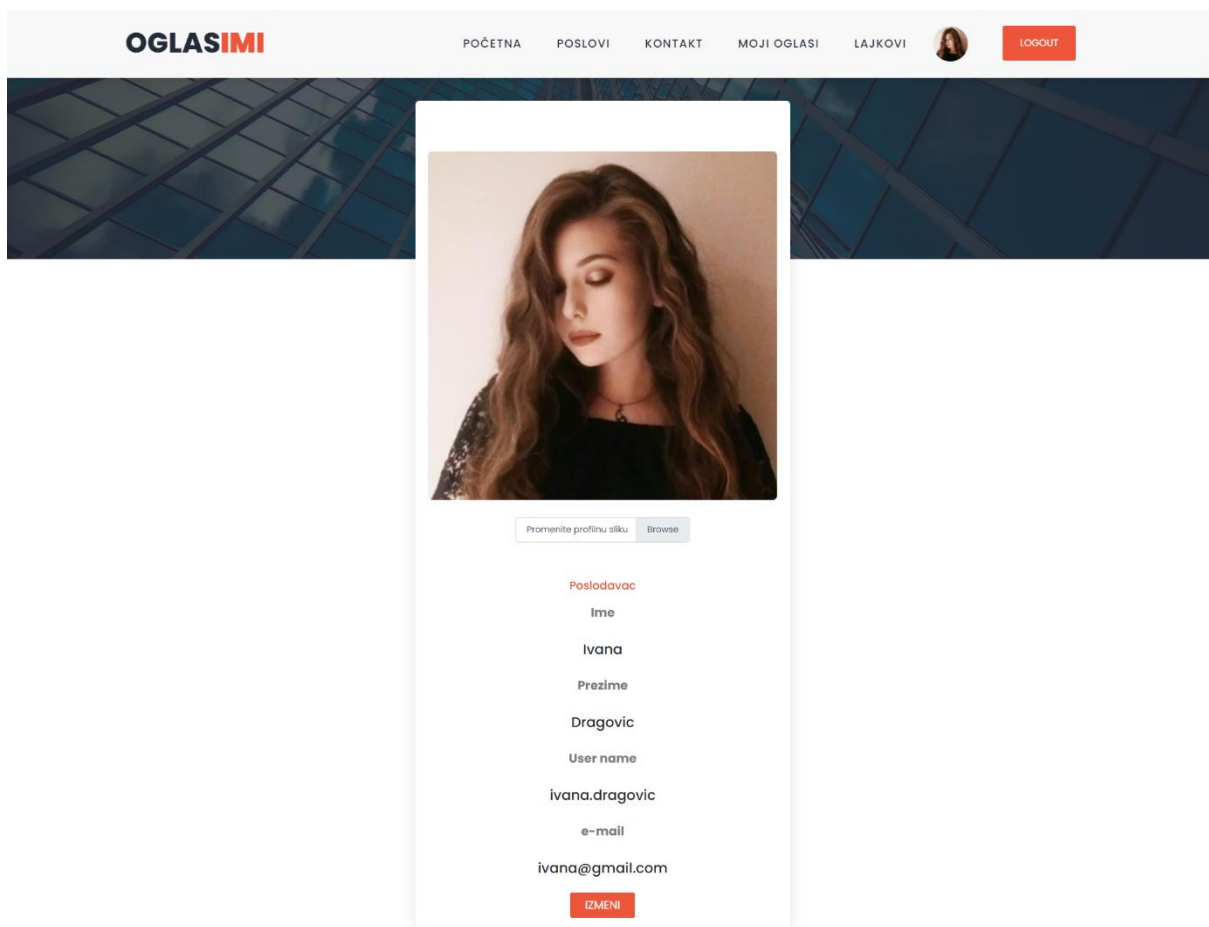 OGLASIMI
POČETNA POSLOVI KONTAKT MOJI OGLASI LAJKOVI LOGOUT
Promenite profilnu sliku Browse
Poslodavac
Ime
Ivana
Prezime
Dragovic
User name
ivana.dragovic
e-mail
ivana@gmail.com
IZMENI